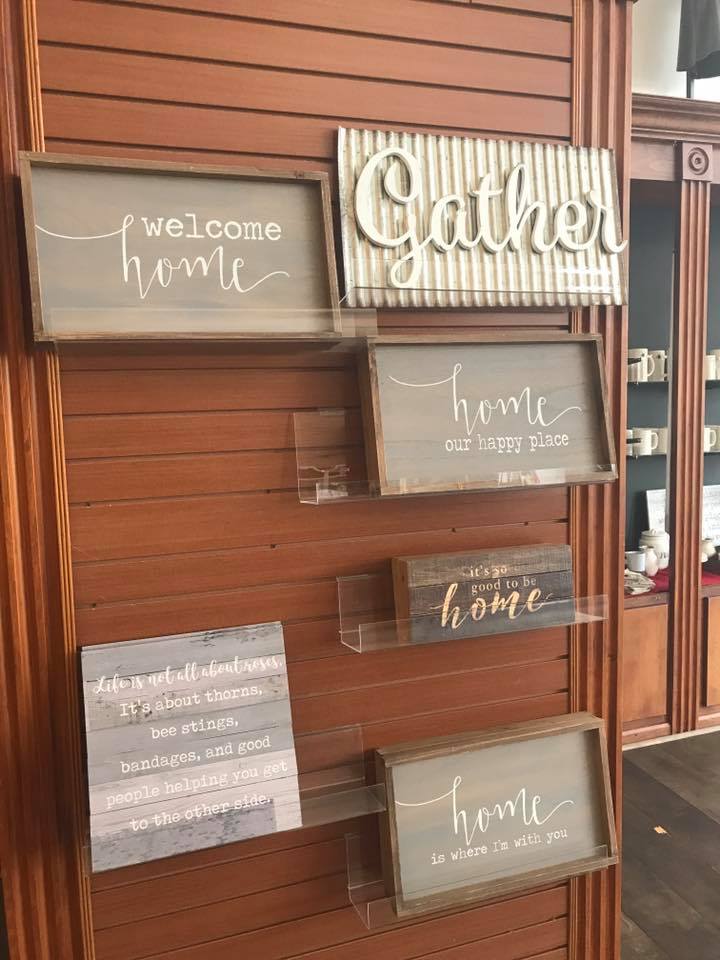 welcome
home
Gather
home
our happy place
it's so
good to be
home
Life is not all about roses.
It's about thorns,
bee stings,
bandages, and good
people helping you get
to the other side.
home
is where I'm with you